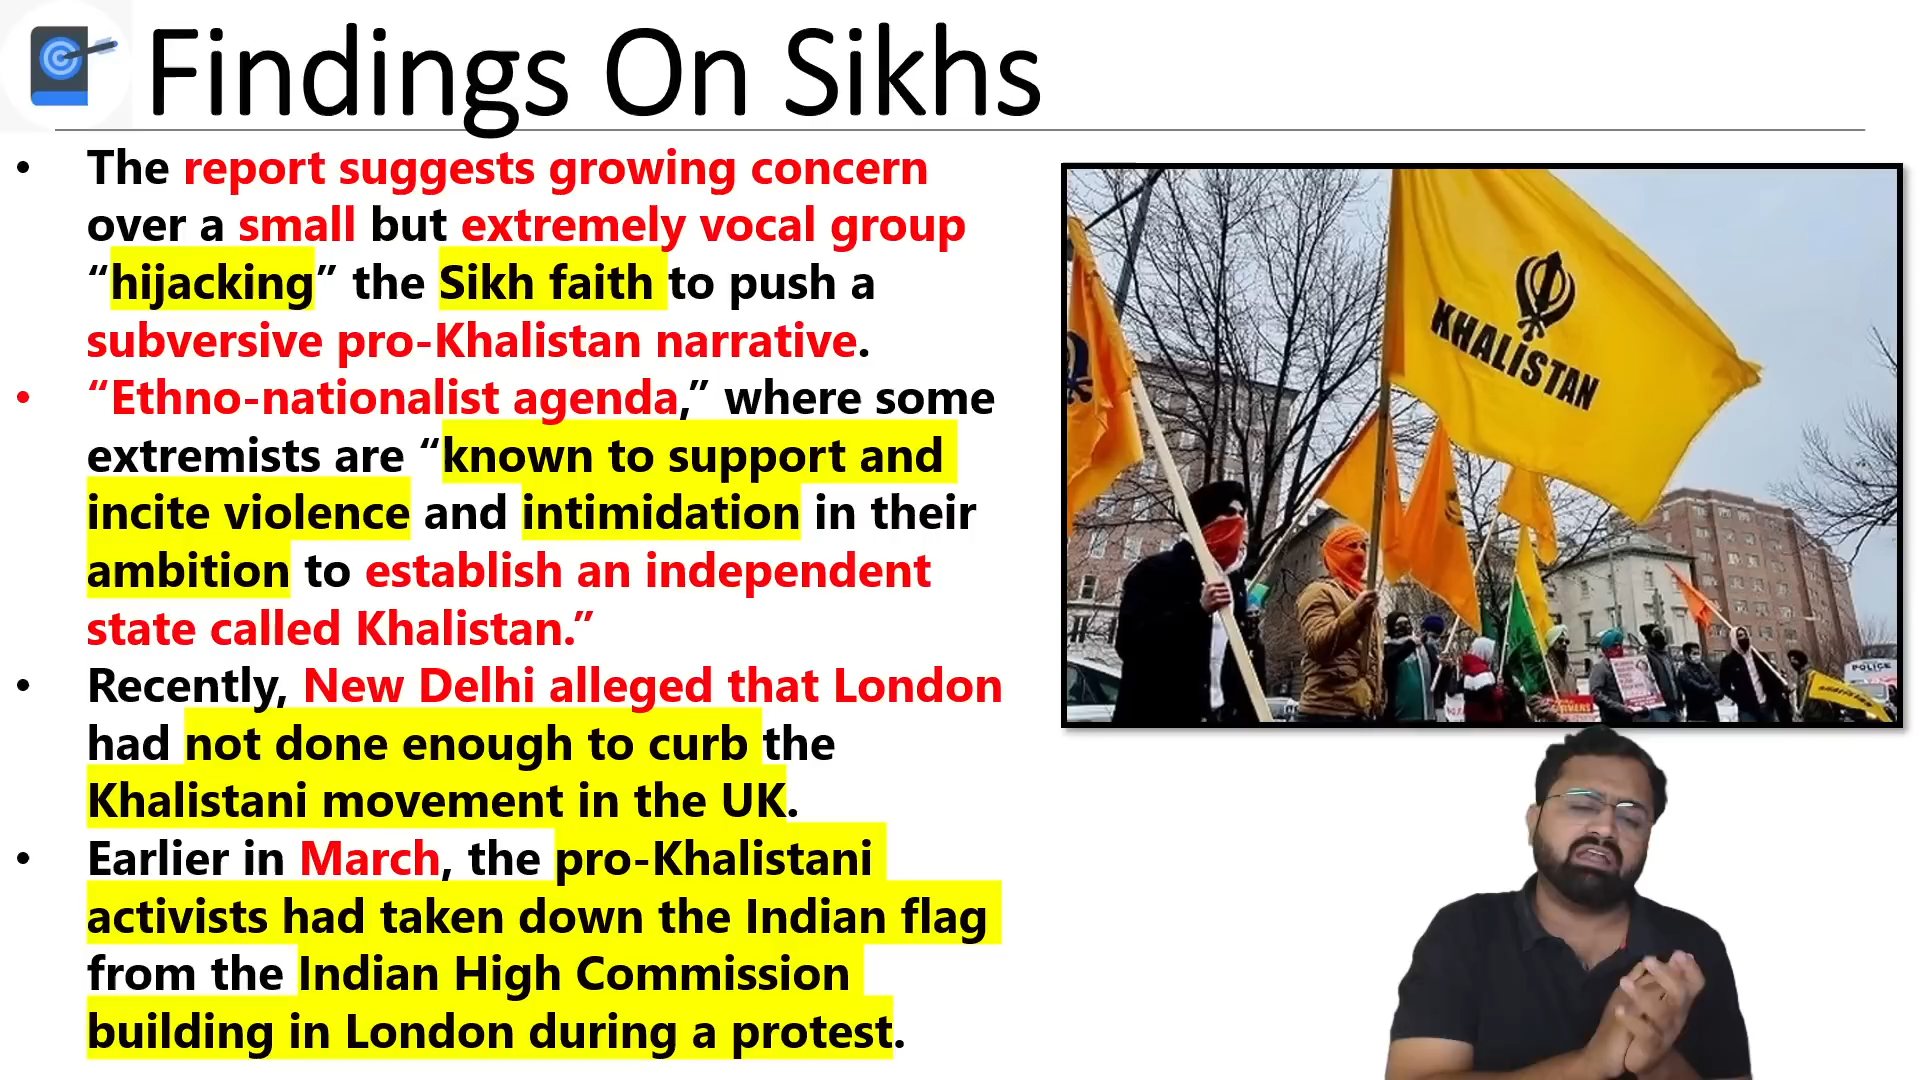 Findings On Sikhs
• The report suggests growing concern
over a small but extremely vocal group
“hijacking” the Sikh faith to push a
subversive pro-Khalistan narrative.
• “Ethno-nationalist agenda,” where some
extremists are “known to support and
incite violence and intimidation in their
ambition to establish an independent
state called Khalistan.”
• Recently, New Delhi alleged that London
had not done enough to curb the
Khalistani movement in the UK.
• Earlier in March, the pro-Khalistani
activists had taken down the Indian flag
from the Indian High Commission
building in London during a protest.
KHALISTAN
POLICE